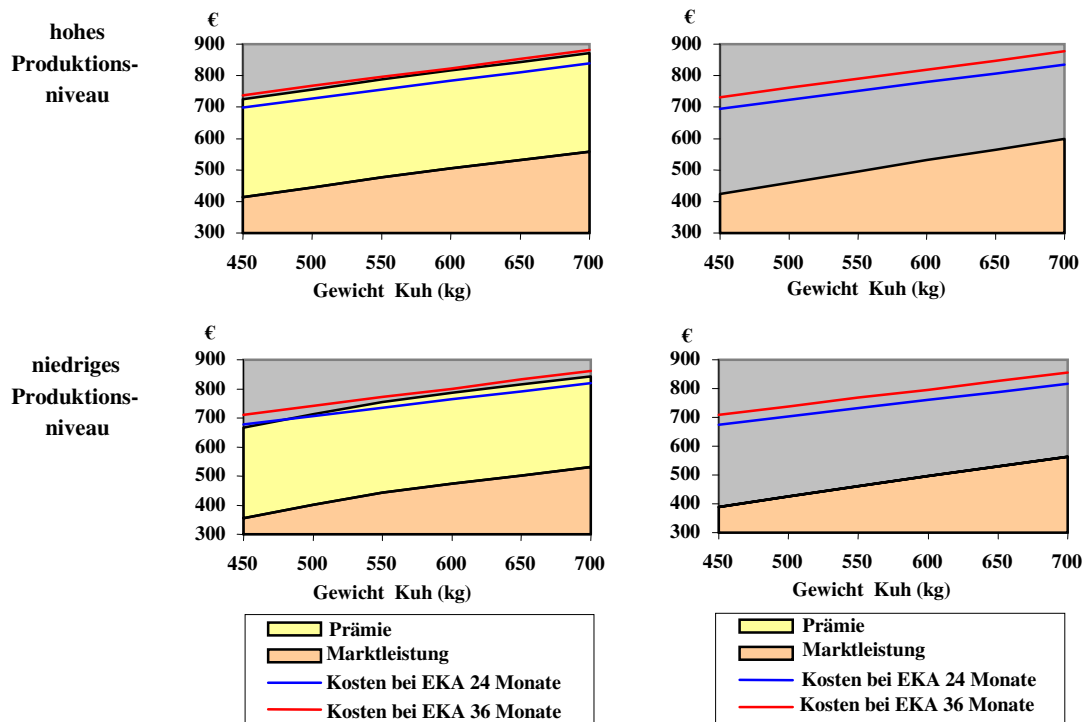 hohes
Produktions-
niveau
€
900
800
700
600
500
400
300
450 500 550 600 650 700
Gewicht Kuh (kg)
€
900
800
700
600
500
400
300
450 500 550 600 650 700
Gewicht Kuh (kg)
niedriges
Produktions-
niveau
€
900
800
700
600
500
400
300
450 500 550 600 650 700
Gewicht Kuh (kg)
€
900
800
700
600
500
400
300
450 500 550 600 650 700
Gewicht Kuh (kg)
Prämie
Marktleistung
Kosten bei EKA 24 Monate
Kosten bei EKA 36 Monate
Prämie
Marktleistung
Kosten bei EKA 24 Monate
Kosten bei EKA 36 Monate